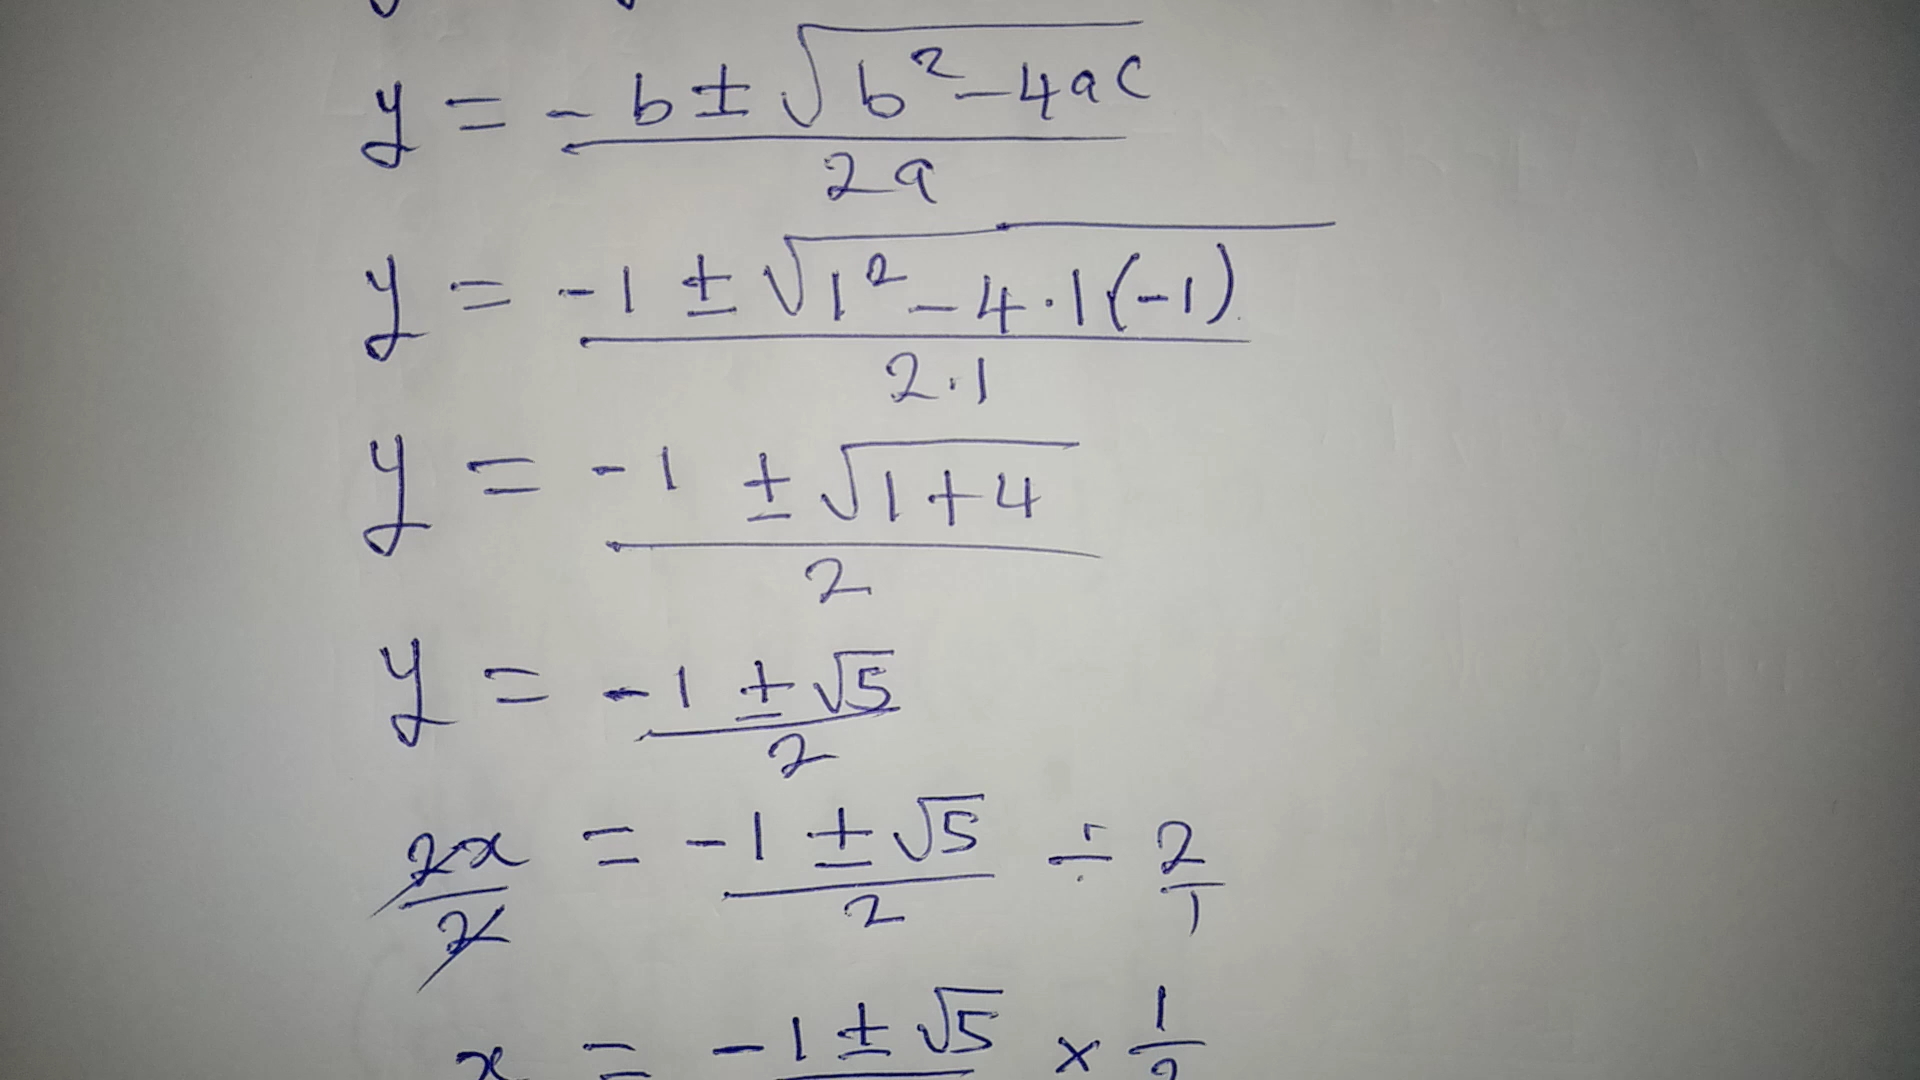 y = -b ± √(b² - 4ac) / 2a
y = -1 ± √(1² - 4·1(-1)) / 2·1
y = -1 ± √(1+4) / 2
y = -1 ± √5 / 2
2x / 2 = -1 ± √5 / 2 ÷ 2 / 1
x = -1 ± √5 × 1 / 2